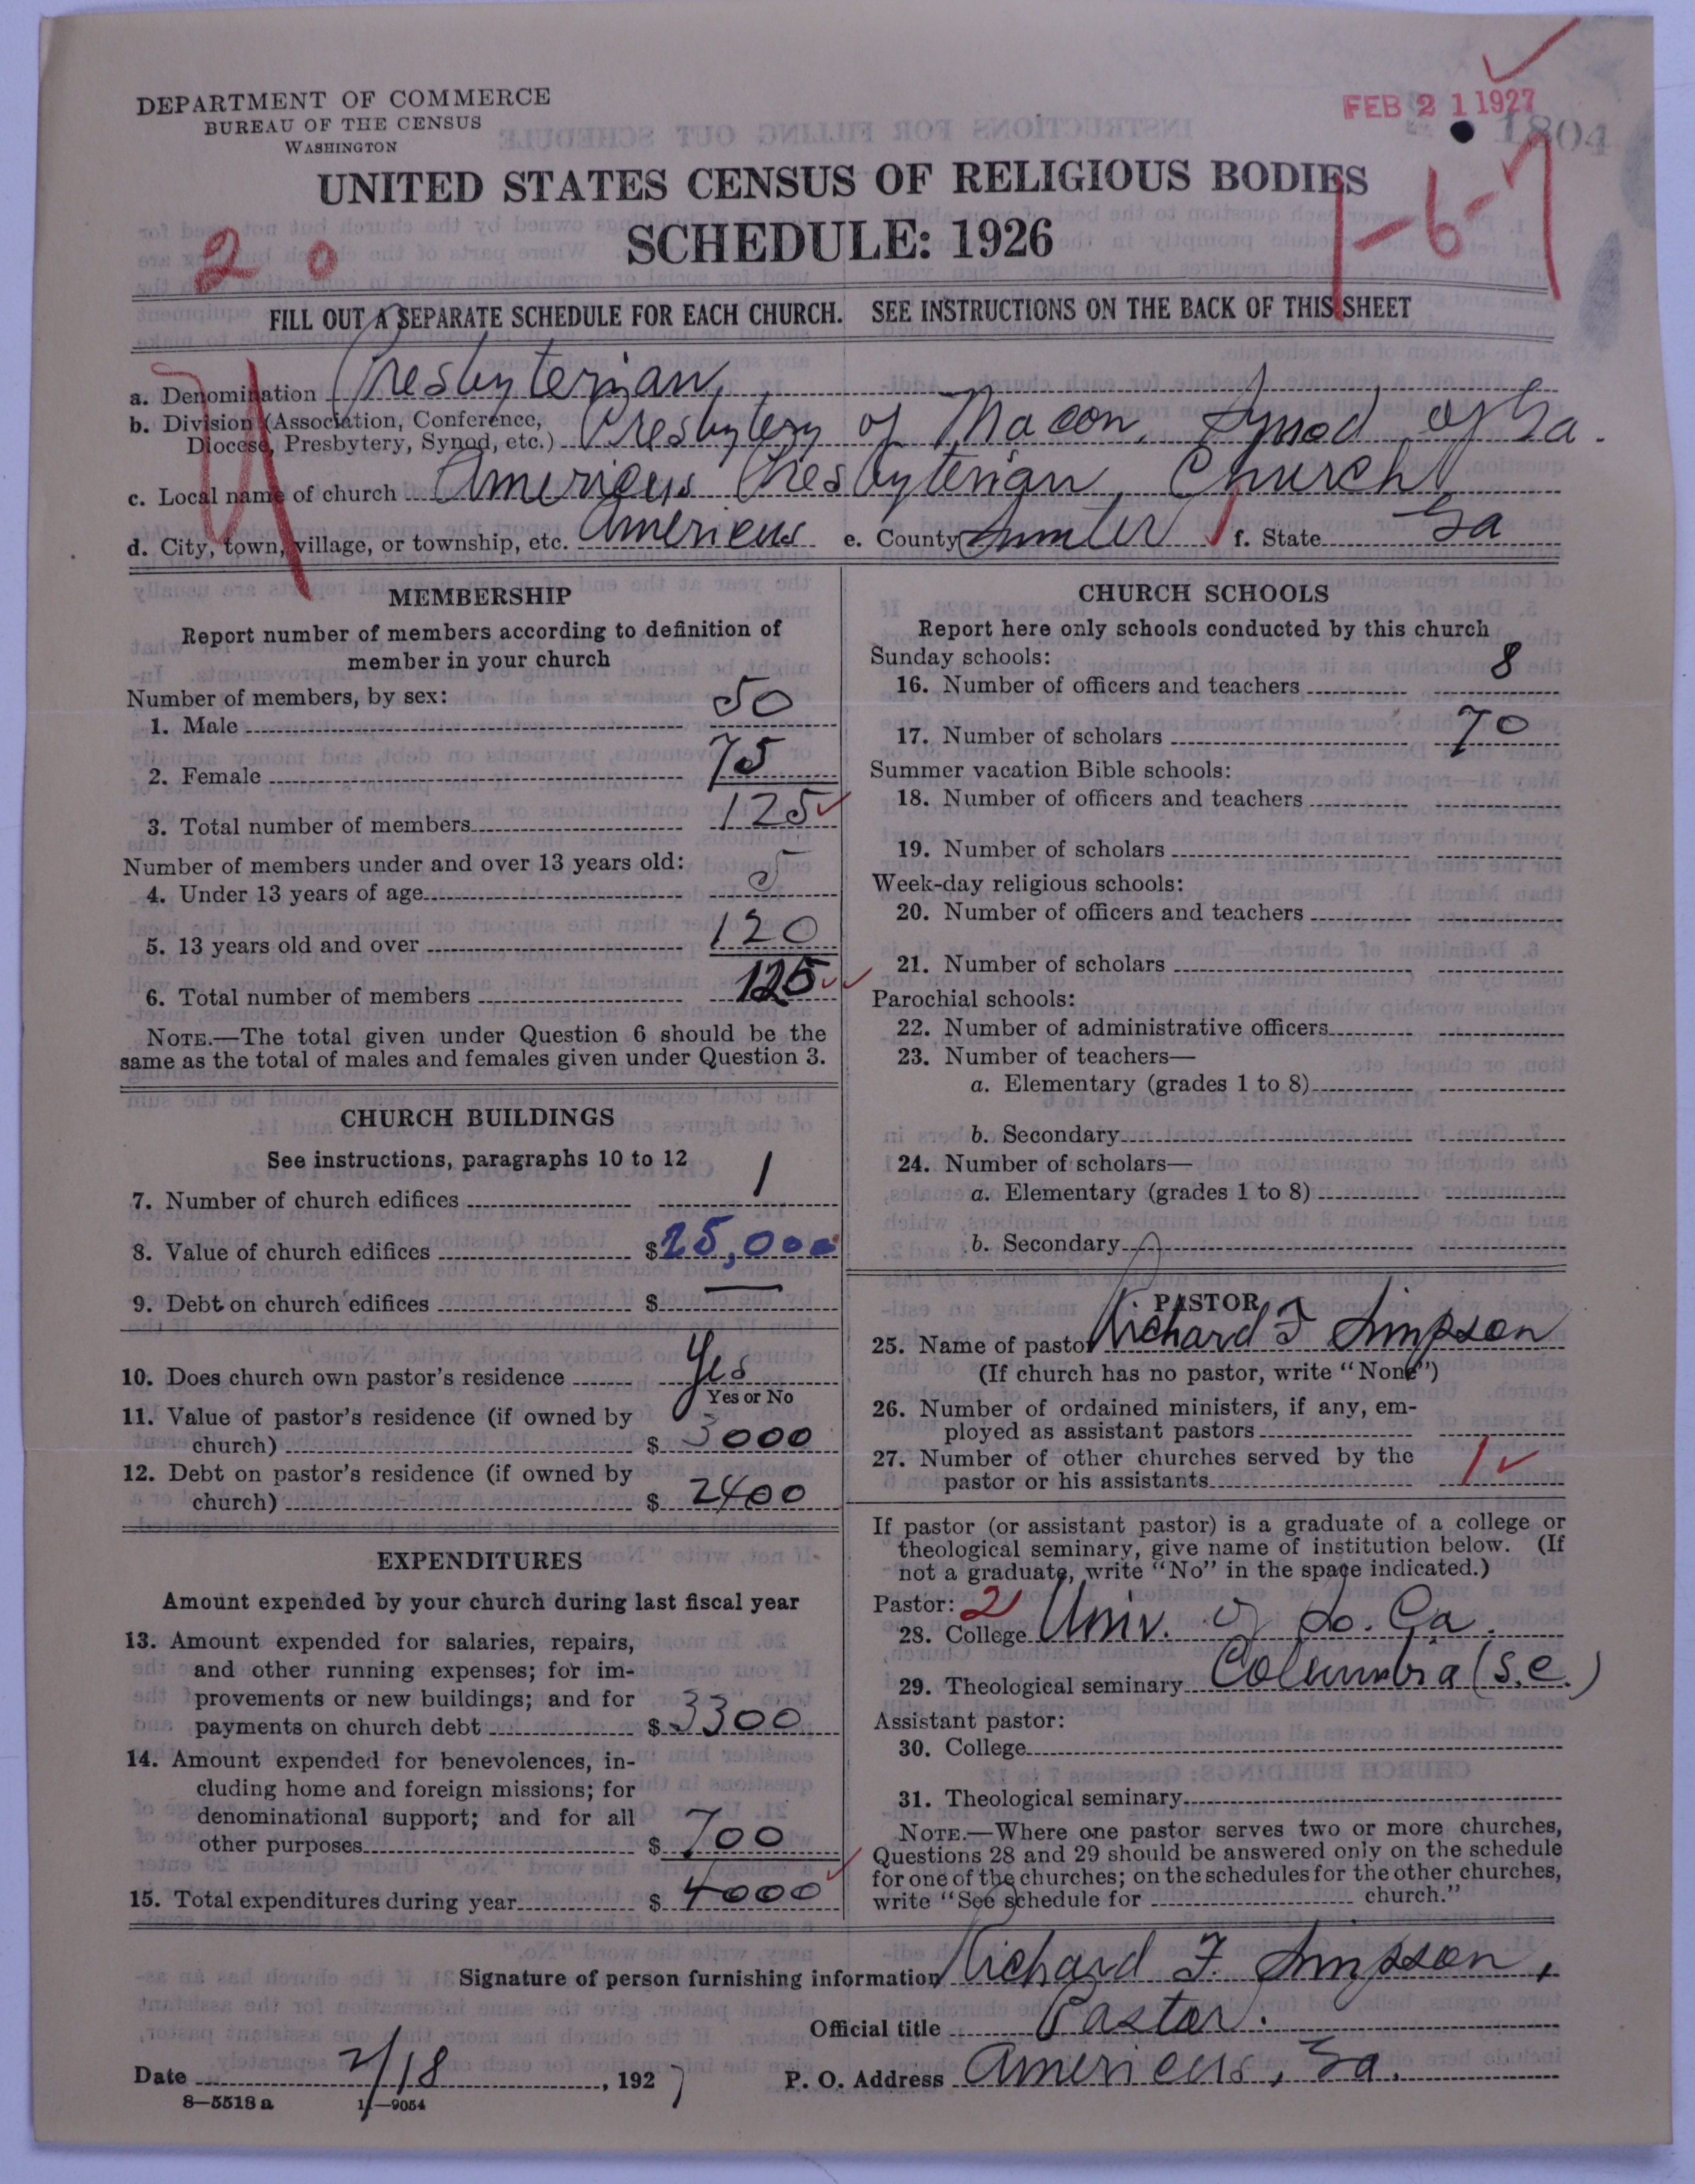 DEPARTMENT OF COMMERCE
BUREAU OF THE CENSUS
WASHINGTON
FEB 21 1927
1804
UNITED STATES CENSUS OF RELIGIOUS BODIES
SCHEDULE: 1926
1-6-7
20
FILL OUT A SEPARATE SCHEDULE FOR EACH CHURCH. SEE INSTRUCTIONS ON THE BACK OF THIS SHEET
a. Denomination Presbyterian
b. Division (Association, Conference,
Diocese, Presbytery, Synod, etc.) Presbytery of Macon, Synod of Ga.
c. Local name of church Americus Presbyterian Church
d. City, town, village, or township, etc. Americus e. County Sumter f. State Ga
MEMBERSHIP
Report number of members according to definition of
member in your church
Number of members, by sex:
1. Male 50
2. Female 75
3. Total number of members 125
Number of members under and over 13 years old:
4. Under 13 years of age 5
5. 13 years old and over 120
6. Total number of members 125
NOTE.—The total given under Question 6 should be the
same as the total of males and females given under Question 3.
CHURCH BUILDINGS
See instructions, paragraphs 10 to 12
7. Number of church edifices 1
8. Value of church edifices $25,000
9. Debt on church edifices $ —
10. Does church own pastor's residence Yes
Yes or No
11. Value of pastor's residence (if owned by
church) $ 3000
12. Debt on pastor's residence (if owned by
church) $ 2400
EXPENDITURES
Amount expended by your church during last fiscal year
13. Amount expended for salaries, repairs,
and other running expenses; for im-
provements or new buildings; and for
payments on church debt $ 3300
14. Amount expended for benevolences, in-
cluding home and foreign missions; for
denominational support; and for all
other purposes $ 700
15. Total expenditures during year $ 4000
CHURCH SCHOOLS
Report here only schools conducted by this church
Sunday schools:
16. Number of officers and teachers 8
17. Number of scholars 70
Summer vacation Bible schools:
18. Number of officers and teachers
19. Number of scholars
Week-day religious schools:
20. Number of officers and teachers
21. Number of scholars
Parochial schools:
22. Number of administrative officers
23. Number of teachers—
a. Elementary (grades 1 to 8)
b. Secondary
24. Number of scholars—
a. Elementary (grades 1 to 8)
b. Secondary
PASTOR
25. Name of pastor Richard F Simpson
(If church has no pastor, write "None")
26. Number of ordained ministers, if any, em-
ployed as assistant pastors
27. Number of other churches served by the
pastor or his assistants 1
If pastor (or assistant pastor) is a graduate of a college or
theological seminary, give name of institution below. (If
not a graduate, write "No" in the space indicated.)
Pastor: 2
28. College Univ. of So. Ca.
29. Theological seminary Columbia (S.C.)
Assistant pastor:
30. College
31. Theological seminary
NOTE.—Where one pastor serves two or more churches,
Questions 28 and 29 should be answered only on the schedule
for one of the churches; on the schedules for the other churches,
write "See schedule for church."
Signature of person furnishing information Richard F. Simpson,
Official title Pastor.
Date 2/18, 1927 P. O. Address Americus, Ga.
8—5518 a 11—9054